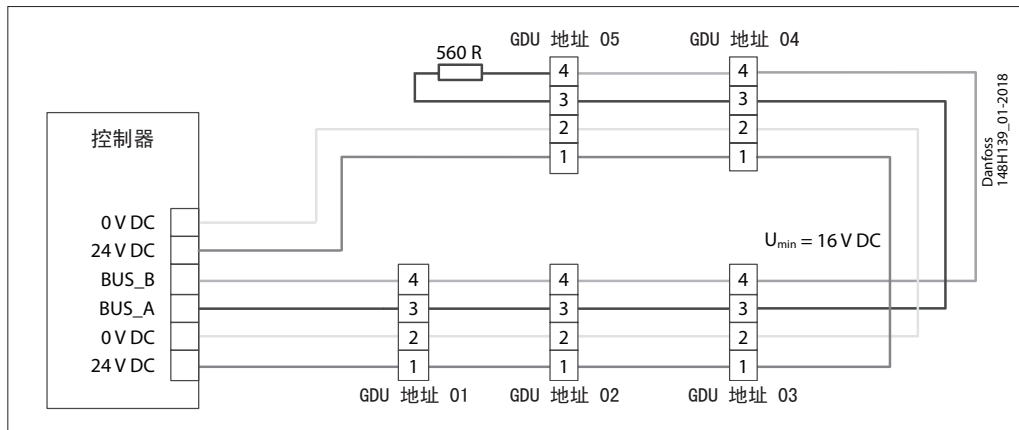 GDU 地址 05
GDU 地址 04
560 R
4
3
2
1
4
3
2
1
Danfoss
148H139_01-2018
控制器
0 V DC
24 V DC
BUS_B
BUS_A
0 V DC
24 V DC
Umin = 16 V DC
4
3
2
1
4
3
2
1
4
3
2
1
GDU 地址 01
GDU 地址 02
GDU 地址 03